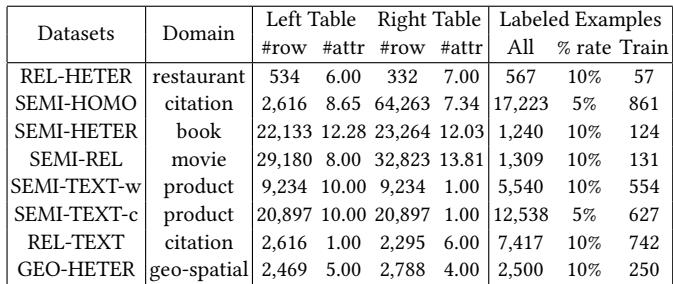 Datasets Domain Left Table Right Table Labeled Examples
#row #attr #row #attr All % rate Train
REL-HETER restaurant 534 6.00 332 7.00 567 10% 57
SEMI-HOMO citation 2,616 8.65 64,263 7.34 17,223 5% 861
SEMI-HETER book 22,133 12.28 23,264 12.03 1,240 10% 124
SEMI-REL movie 29,180 8.00 32,823 13.81 1,309 10% 131
SEMI-TEXT-w product 9,234 10.00 9,234 1.00 5,540 10% 554
SEMI-TEXT-c product 20,897 10.00 20,897 1.00 12,538 5% 627
REL-TEXT citation 2,616 1.00 2,295 6.00 7,417 10% 742
GEO-HETER geo-spatial 2,469 5.00 2,788 4.00 2,500 10% 250